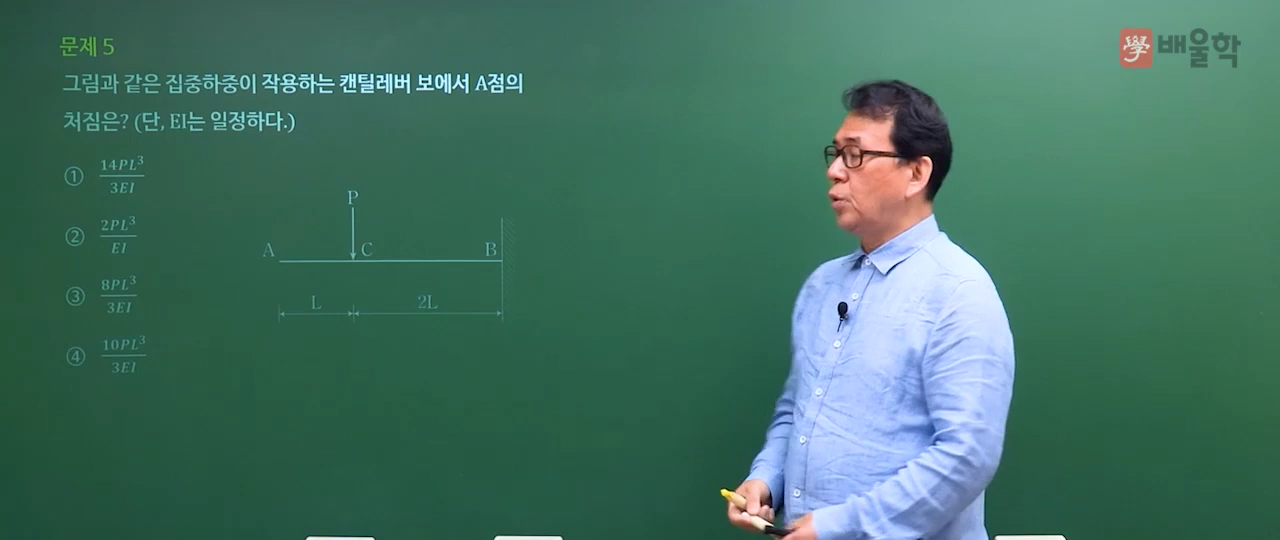 문제 5
學배울학
그림과 같은 집중하중이 작용하는 캔틸레버 보에서 A점의
처짐은? (단, EI는 일정하다.)
① 14PL³/3EI
② 2PL³/EI
③ 8PL³/3EI
④ 10PL³/3EI
P
A C B
L 2L